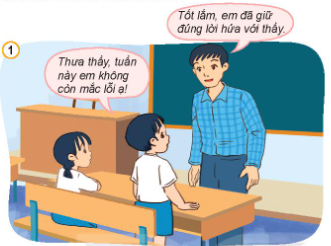 1
Thưa thầy, tuần
này em không
còn mắc lỗi ạ!
Tốt lắm, em đã giữ
đúng lời hứa với thầy.